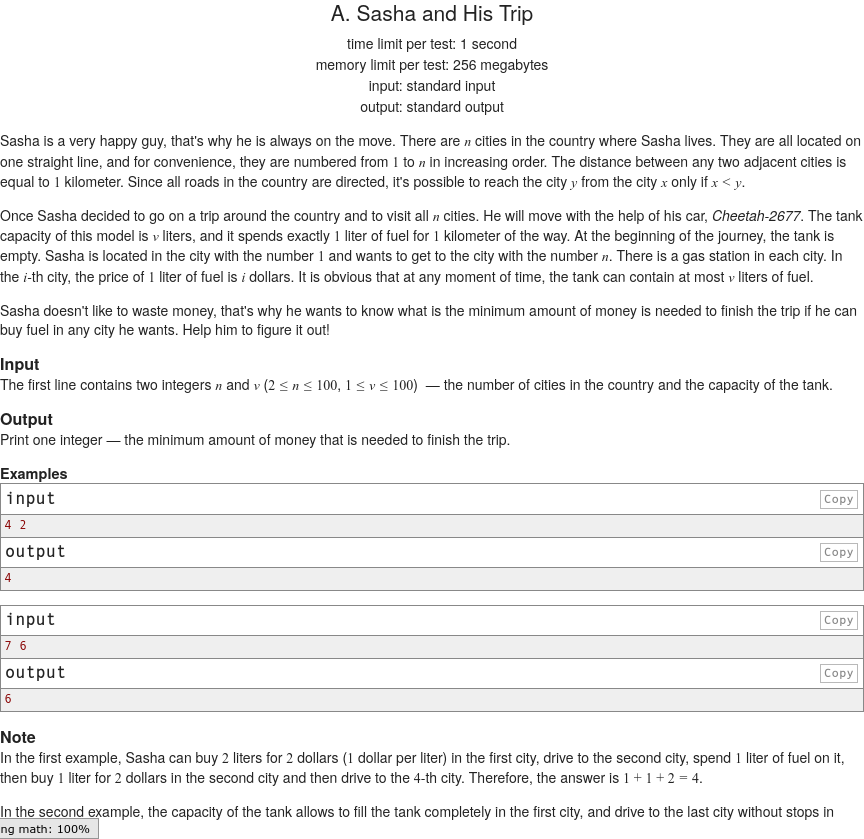 A. Sasha and His Trip
time limit per test: 1 second
memory limit per test: 256 megabytes
input: standard input
output: standard output
Sasha is a very happy guy, that's why he is always on the move. There are n cities in the country where Sasha lives. They are all located on
one straight line, and for convenience, they are numbered from 1 to n in increasing order. The distance between any two adjacent cities is
equal to 1 kilometer. Since all roads in the country are directed, it's possible to reach the city y from the city x only if x < y.
Once Sasha decided to go on a trip around the country and to visit all n cities. He will move with the help of his car, Cheetah-2677. The tank
capacity of this model is v liters, and it spends exactly 1 liter of fuel for 1 kilometer of the way. At the beginning of the journey, the tank is
empty. Sasha is located in the city with the number 1 and wants to get to the city with the number n. There is a gas station in each city. In
the i-th city, the price of 1 liter of fuel is i dollars. It is obvious that at any moment of time, the tank can contain at most v liters of fuel.
Sasha doesn't like to waste money, that's why he wants to know what is the minimum amount of money is needed to finish the trip if he can
buy fuel in any city he wants. Help him to figure it out!
Input
The first line contains two integers n and v (2 ≤ n ≤ 100, 1 ≤ v ≤ 100)  — the number of cities in the country and the capacity of the tank.
Output
Print one integer — the minimum amount of money that is needed to finish the trip.
Examples
input Copy
4 2
output Copy
4
input Copy
7 6
output Copy
6
Note
In the first example, Sasha can buy 2 liters for 2 dollars (1 dollar per liter) in the first city, drive to the second city, spend 1 liter of fuel on it,
then buy 1 liter for 2 dollars in the second city and then drive to the 4-th city. Therefore, the answer is 1 + 1 + 2 = 4.
In the second example, the capacity of the tank allows to fill the tank completely in the first city, and drive to the last city without stops in
ng math: 100%